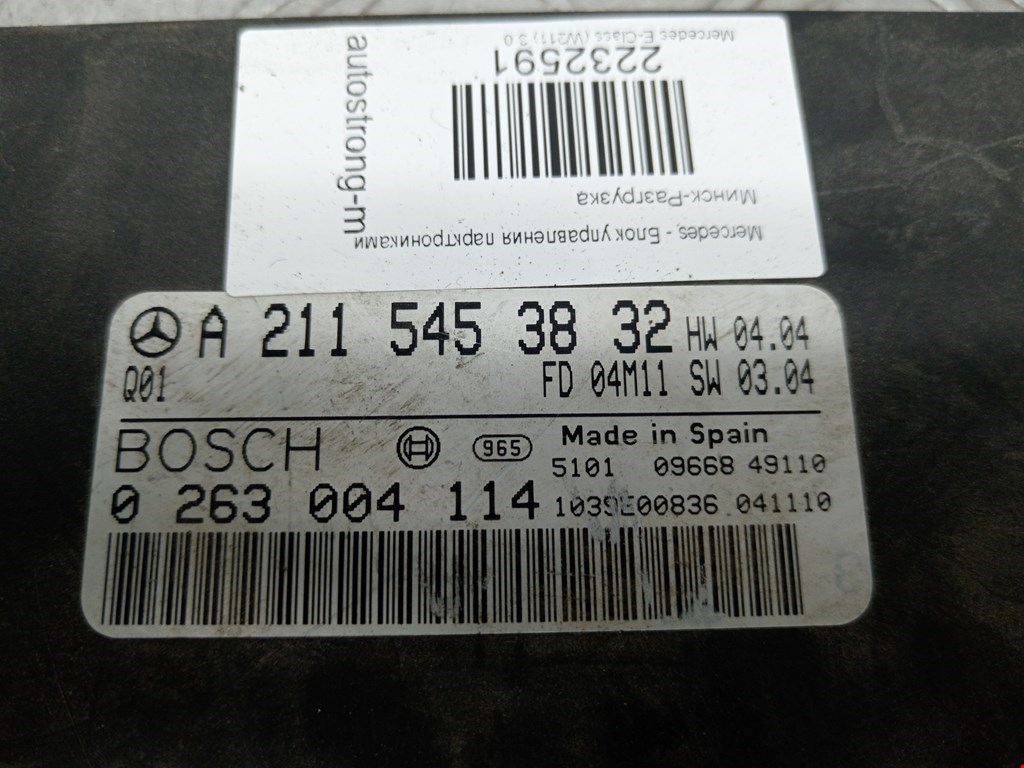 Mercedes - Блок управления парктрониками
Минск-Разгрузка
2232591
Mercedes E-Class (W211) 3.0
autostrong-m
A 211 545 38 32 HW 04.04
Q01 FD 04M11 SW 03.04
BOSCH 965 Made in Spain
5101 09668 49110
0 263 004 114 1039E00836 041110